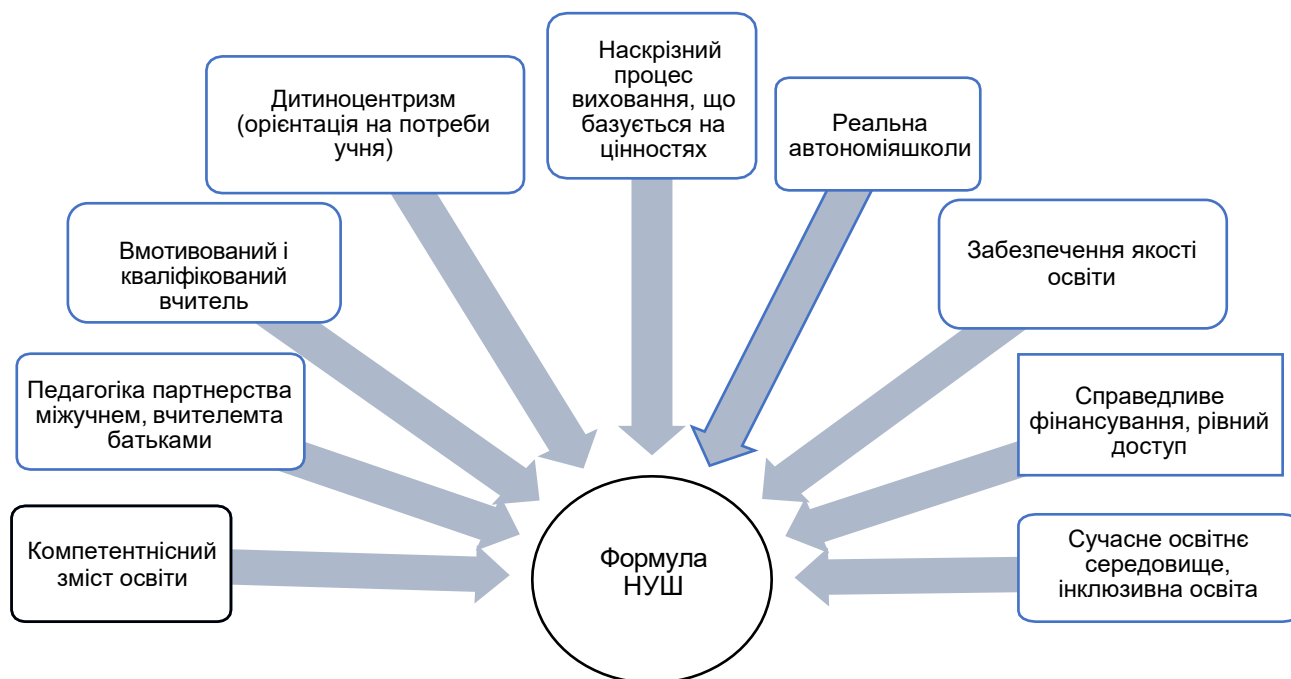 Наскрізний
процес
виховання, що
базується на
цінностях
Дитиноцентризм
(орієнтація на потреби
учня)
Реальна
автономіяшколи
Вмотивований і
кваліфікований
вчитель
Забезпечення якості
освіти
Педагогіка партнерства
міжучнем, вчителемта
батьками
Справедливе
фінансування, рівний
доступ
Компетентнісний
зміст освіти
Формула
НУШ
Сучасне освітнє
середовище,
інклюзивна освіта